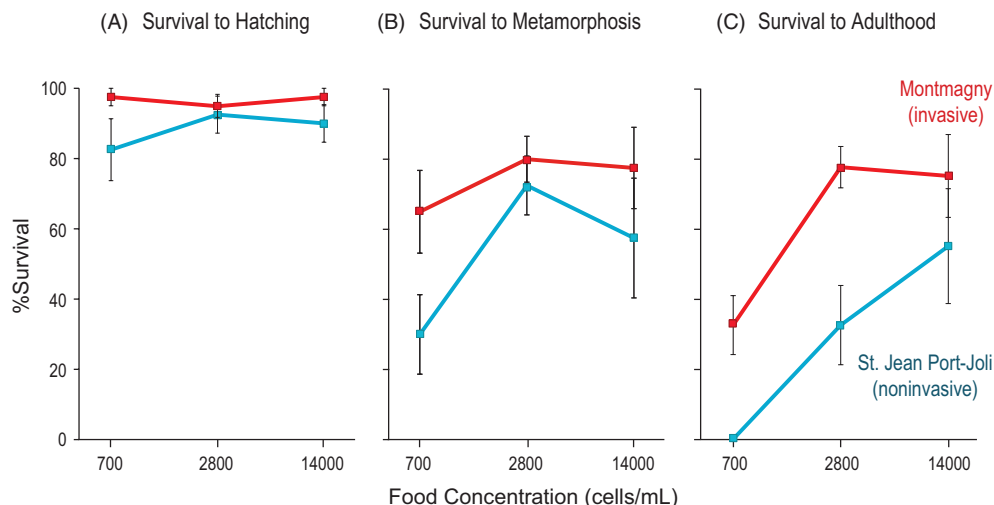 (A) Survival to Hatching
(B) Survival to Metamorphosis
(C) Survival to Adulthood
%Survival
100
80
60
40
20
0
700
2800
14000
700
2800
14000
700
2800
14000
Montmagny
(invasive)
St. Jean Port-Joli
(noninvasive)
Food Concentration (cells/mL)